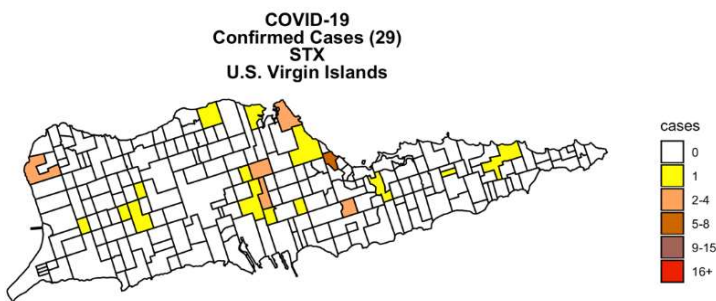 COVID-19
Confirmed Cases (29)
STX
U.S. Virgin Islands
cases
0
1
2-4
5-8
9-15
16+